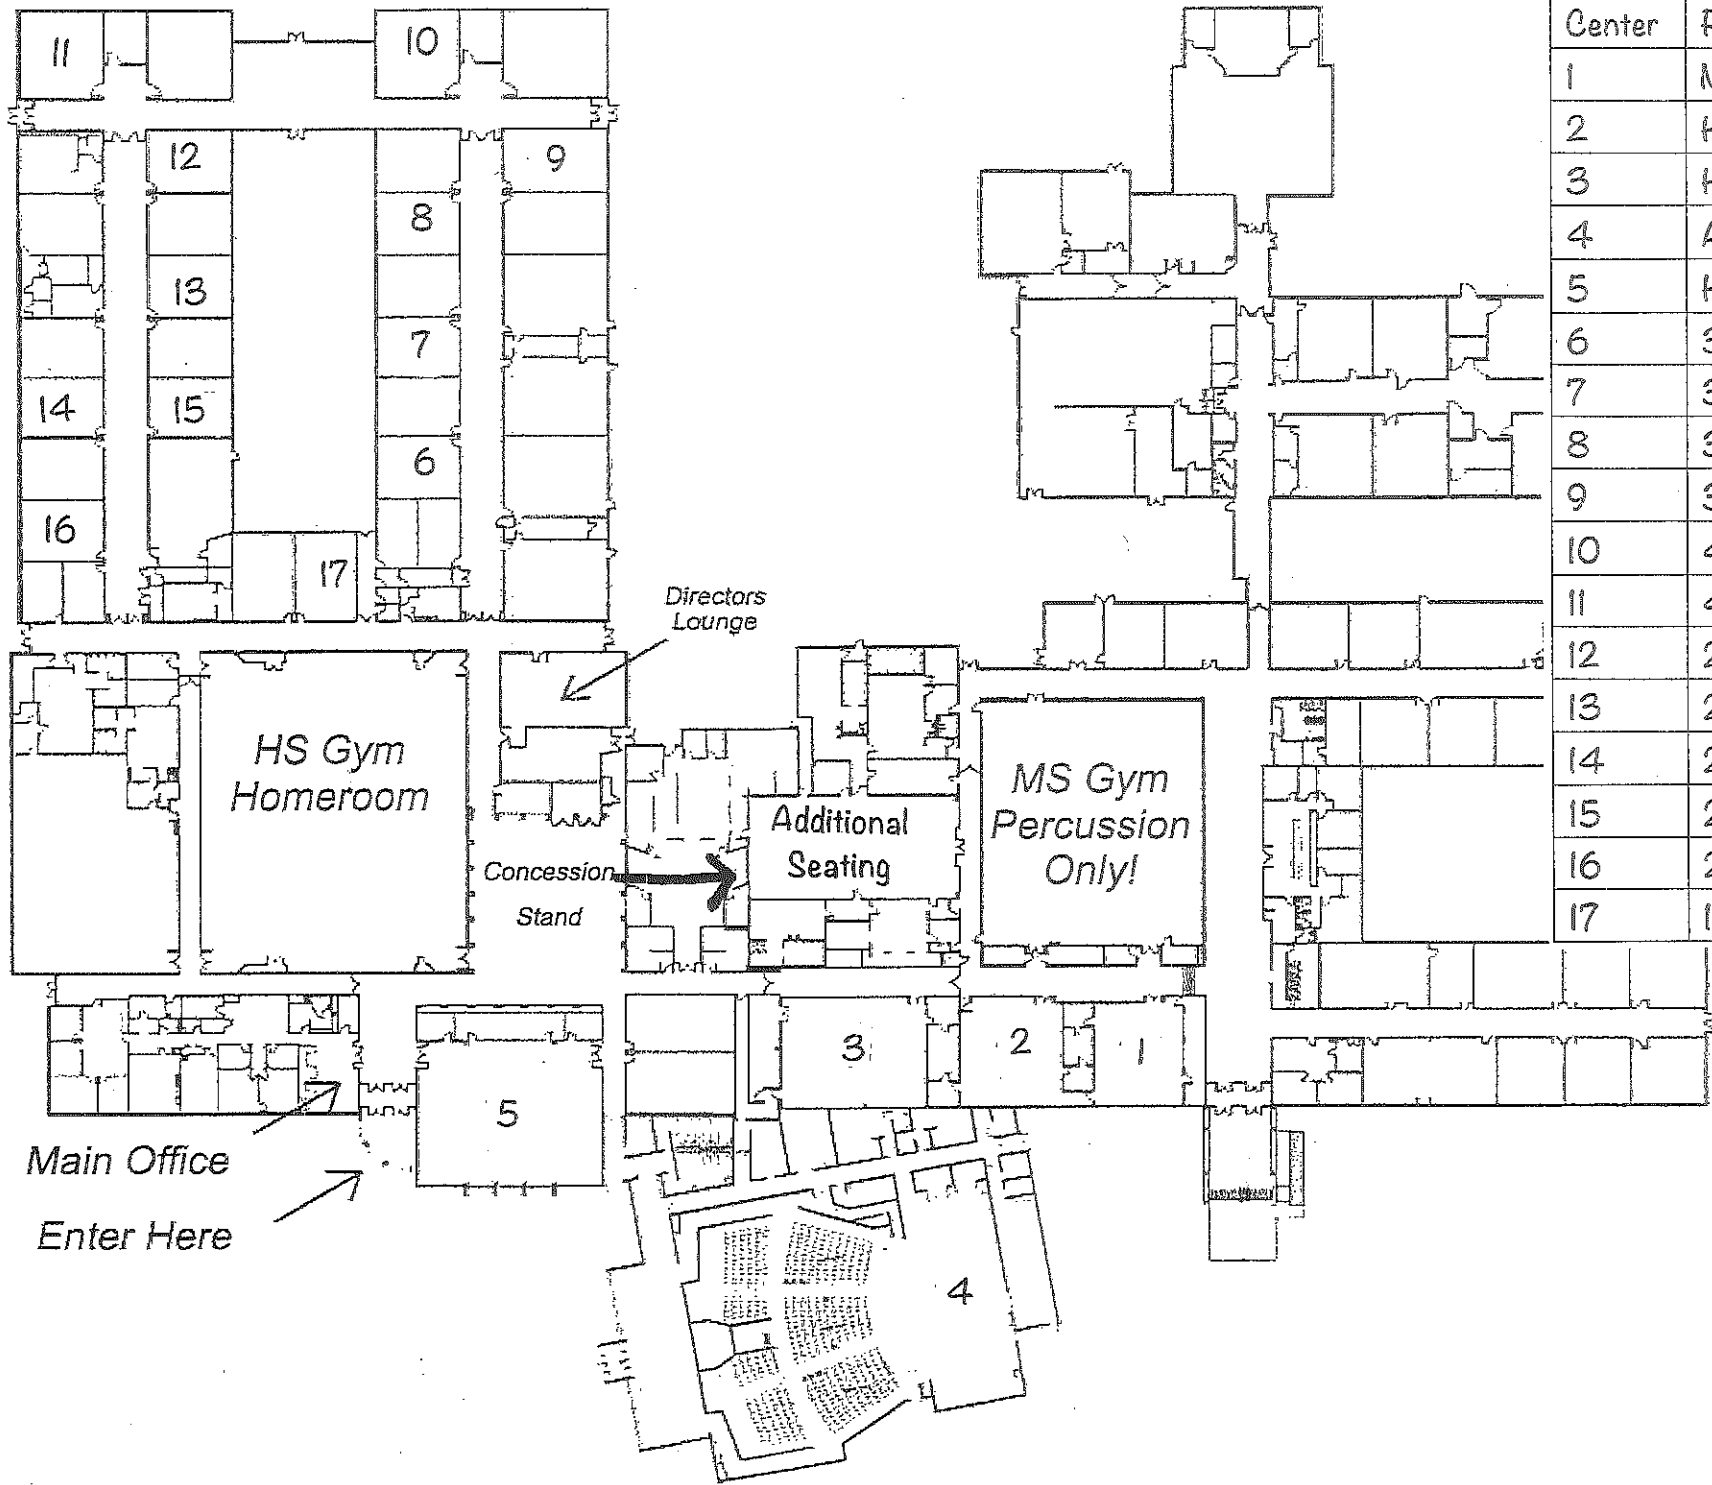 11
10
12
9
8
13
7
14
15
6
16
17
Directors
Lounge
HS Gym
Homeroom
MS Gym
Percussion
Only!
Additional
Seating
Concession
Stand
3
2
1
5
Main Office
Enter Here
4
Center
1
2
3
4
5
6
7
8
9
10
11
12
13
14
15
16
17